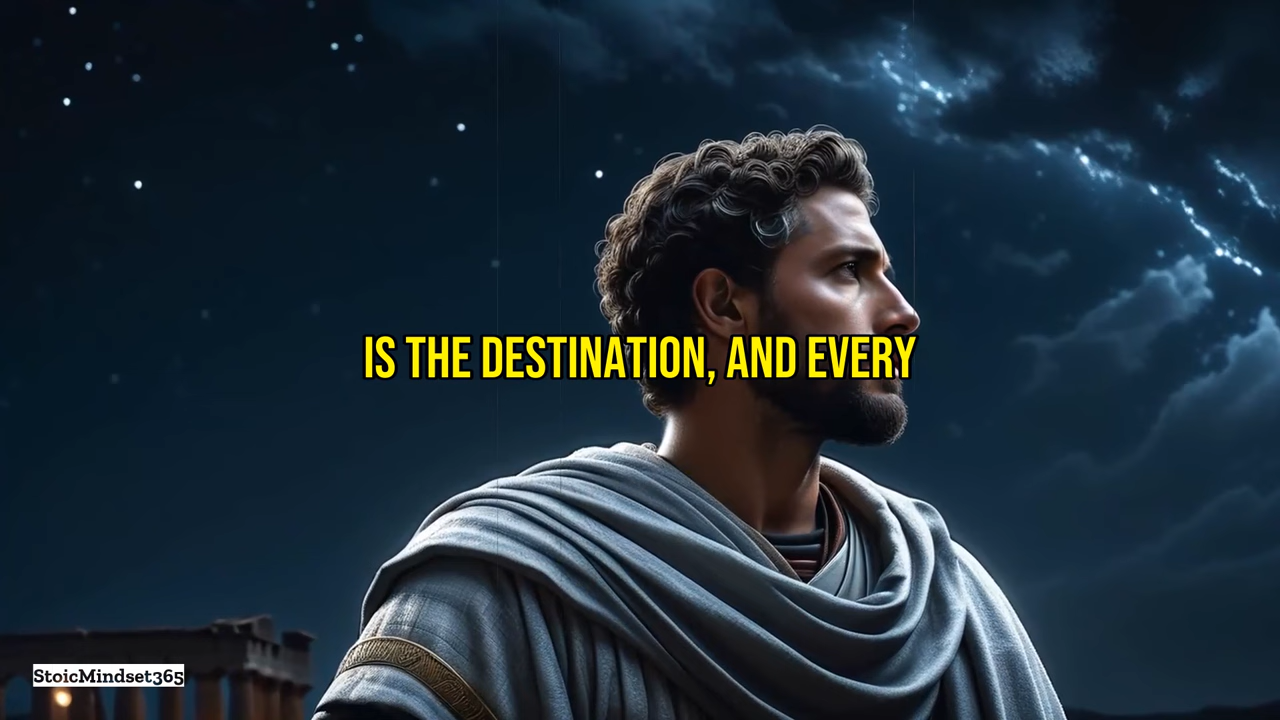 IS THE DESTINATION, AND EVERY
StoicMindset365